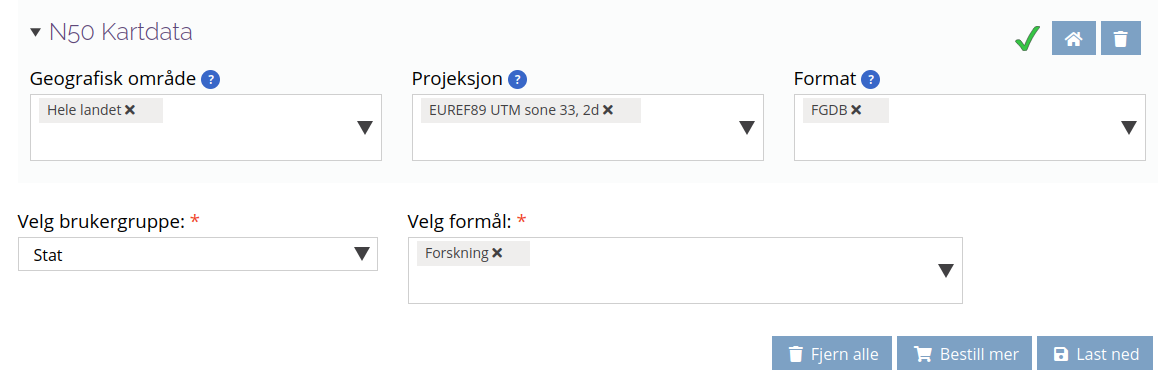 N50 Kartdata
Geografisk område ?
Projeksjon ?
Format ?
Hele landet
EUREF89 UTM sone 33, 2d
FGDB
Velg brukergruppe: *
Velg formål: *
Stat
Forskning
Fjern alle
Bestill mer
Last ned